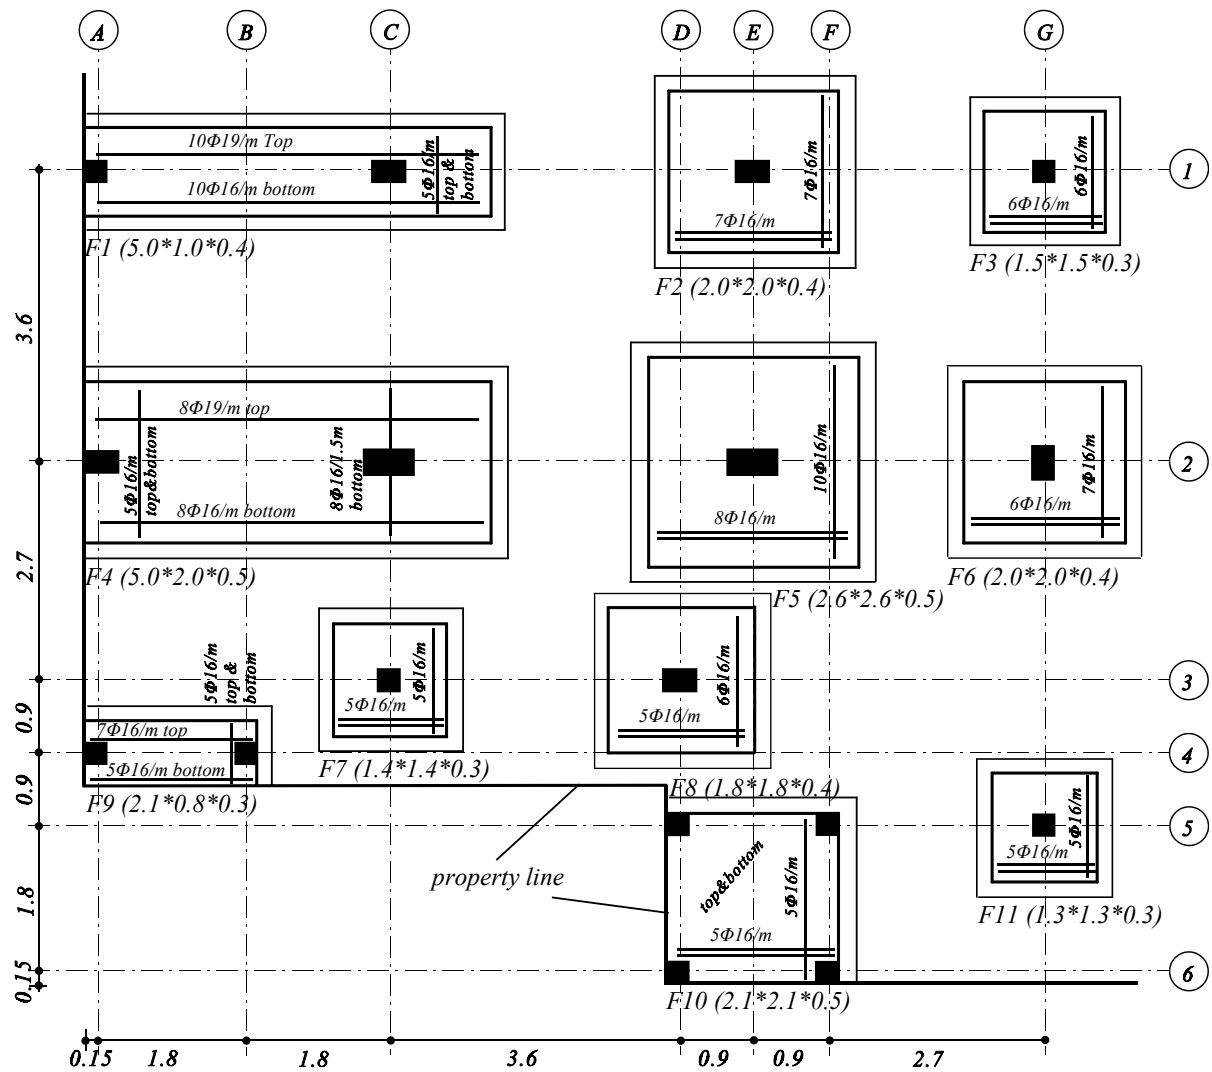 A B C D E F G
10Φ19/m Top
10Φ16/m bottom
5Φ16/m
top &
bottom
F1 (5.0*1.0*0.4)
7Φ16/m
7Φ16/m
F2 (2.0*2.0*0.4)
6Φ16/m
6Φ16/m
F3 (1.5*1.5*0.3)
1
3.6
8Φ19/m top
8Φ16/m bottom
5Φ16/m
top&bottom
8Φ16/1.5m
bottom
F4 (5.0*2.0*0.5)
10Φ16/m
8Φ16/m
F5 (2.6*2.6*0.5)
7Φ16/m
6Φ16/m
F6 (2.0*2.0*0.4)
2
2.7
5Φ16/m
top &
bottom
7Φ16/m top
5Φ16/m bottom
F9 (2.1*0.8*0.3)
5Φ16/m
5Φ16/m
F7 (1.4*1.4*0.3)
6Φ16/m
5Φ16/m
F8 (1.8*1.8*0.4)
3
0.9
4
0.9
property line
top&bottom
5Φ16/m
5Φ16/m
F10 (2.1*2.1*0.5)
5Φ16/m
5Φ16/m
F11 (1.3*1.3*0.3)
5
1.8
6
0.15
0.15 1.8 1.8 3.6 0.9 0.9 2.7